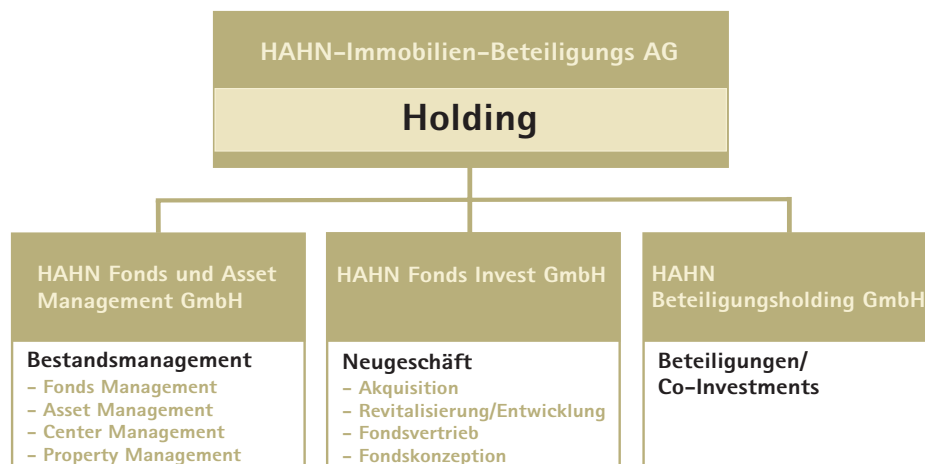 HAHN-Immobilien-Beteiligungs AG
Holding
HAHN Fonds und Asset
Management GmbH
Bestandsmanagement
- Fonds Management
- Asset Management
- Center Management
- Property Management
HAHN Fonds Invest GmbH
Neugeschäft
- Akquisition
- Revitalisierung/Entwicklung
- Fondsvertrieb
- Fondskonzeption
HAHN
Beteiligungsholding GmbH
Beteiligungen/
Co-Investments